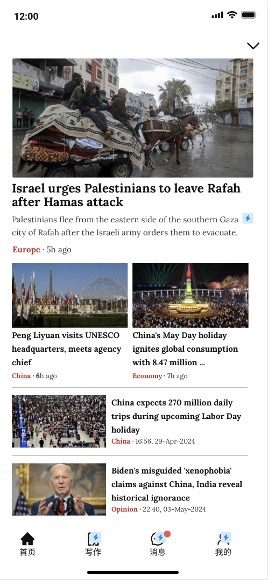 12:00
Israel urges Palestinians to leave Rafah
after Hamas attack
Palestinians flee from the eastern side of the southern Gaza
city of Rafah after the Israeli army orders them to evacuate.
Europe · 5h ago
Peng Liyuan visits UNESCO
headquarters, meets agency
chief
China · 6h ago
China's May Day holiday
ignites global consumption
with 8.47 million ...
Economy · 7h ago
China expects 270 million daily
trips during upcoming Labor Day
holiday
China · 16:56, 29-Apr-2024
Biden's misguided 'xenophobia'
claims against China, India reveal
historical ignorance
Opinion · 22:40, 03-May-2024
首页
写作
消息
我的